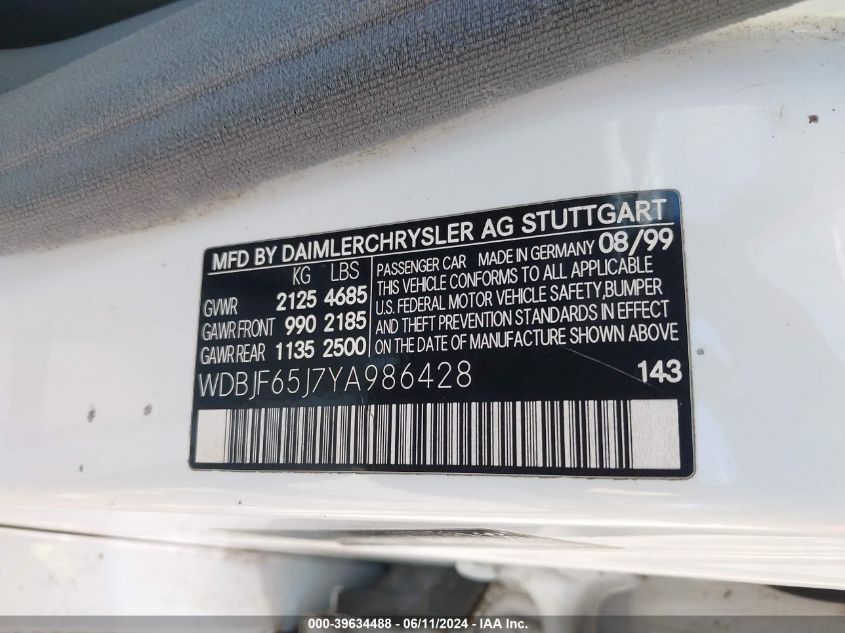 MFD BY DAIMLERCHRYSLER AG STUTTGART
KG LBS
GVWR 2125 4685
GAWR FRONT 990 2185
GAWR REAR 1135 2500
PASSENGER CAR MADE IN GERMANY 08/99
THIS VEHICLE CONFORMS TO ALL APPLICABLE
U.S. FEDERAL MOTOR VEHICLE SAFETY,BUMPER
AND THEFT PREVENTION STANDARDS IN EFFECT
ON THE DATE OF MANUFACTURE SHOWN ABOVE
WDBJF65J7YA986428
143
000-39634488 - 06/11/2024 - IAA Inc.